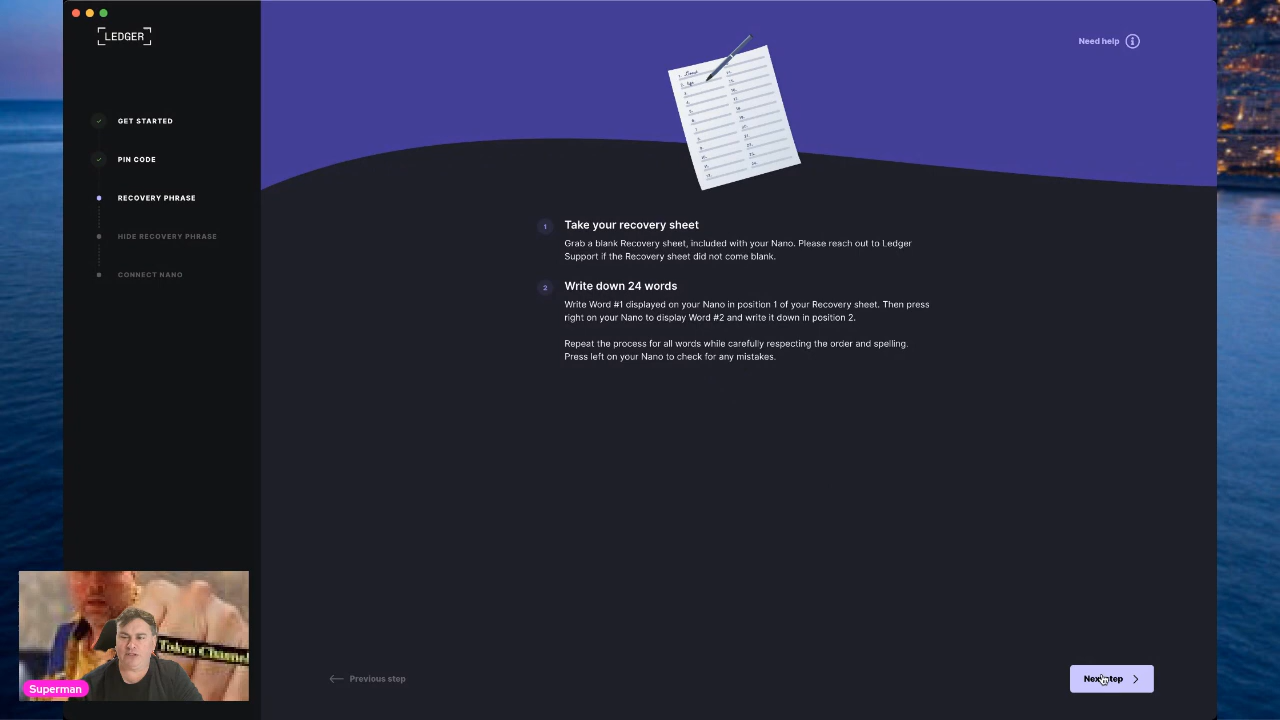 LEDGER
Need help
GET STARTED
PIN CODE
RECOVERY PHRASE
HIDE RECOVERY PHRASE
CONNECT NANO
1
Take your recovery sheet
Grab a blank Recovery sheet, included with your Nano. Please reach out to Ledger
Support if the Recovery sheet did not come blank.
2
Write down 24 words
Write Word #1 displayed on your Nano in position 1 of your Recovery sheet. Then press
right on your Nano to display Word #2 and write it down in position 2.
Repeat the process for all words while carefully respecting the order and spelling.
Press left on your Nano to check for any mistakes.
Token Channel
Superman
Previous step
Next step